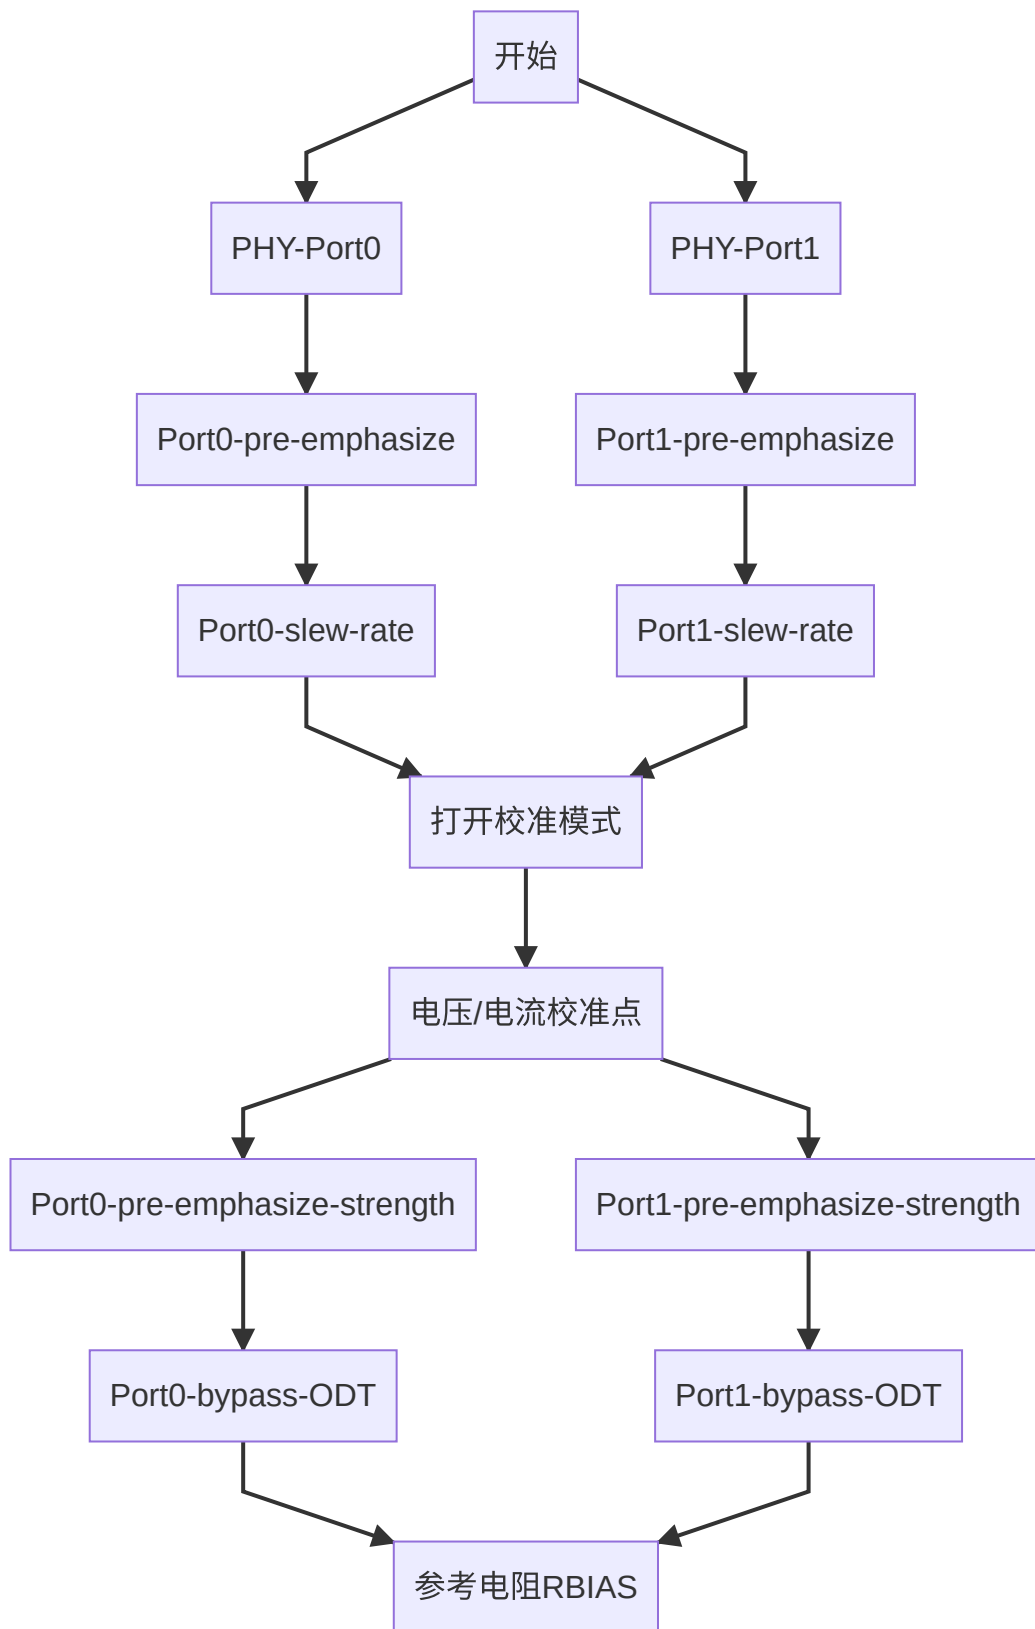 开始
PHY-Port0
PHY-Port1
Port0-pre-emphasize
Port1-pre-emphasize
Port0-slew-rate
Port1-slew-rate
打开校准模式
电压/电流校准点
Port0-pre-emphasize-strength
Port1-pre-emphasize-strength
Port0-bypass-ODT
Port1-bypass-ODT
参考电阻RBIAS